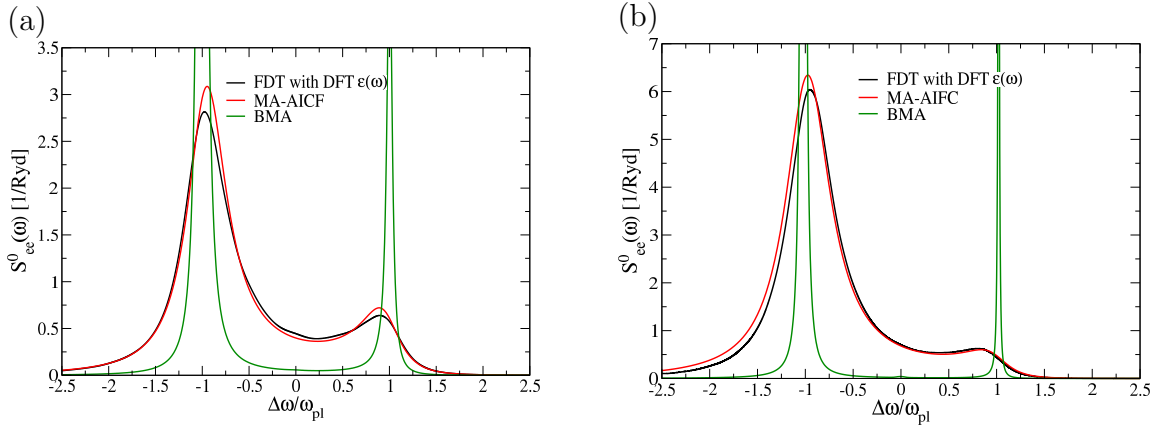 (a)
3.5
3
2.5
2
1.5
1
0.5
0
S⁰ₑₑ(ω) [1/Ryd]
FDT with DFT ε(ω)
MA-AICF
BMA
-2.5 -2 -1.5 -1 -0.5 0 0.5 1 1.5 2 2.5
Δω/ω_pl
(b)
7
6
5
4
3
2
1
0
S⁰ₑₑ(ω) [1/Ryd]
FDT with DFT ε(ω)
MA-AIFC
BMA
-2.5 -2 -1.5 -1 -0.5 0 0.5 1 1.5 2 2.5
Δω/ω_pl